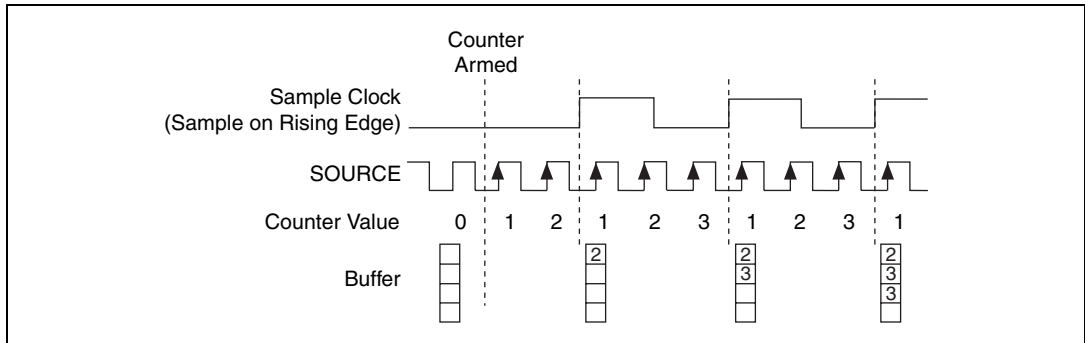 Counter
Armed
Sample Clock
(Sample on Rising Edge)
SOURCE
Counter Value 0 1 2 1 2 3 1 2 3 1
Buffer
2 2 2
3 3
3